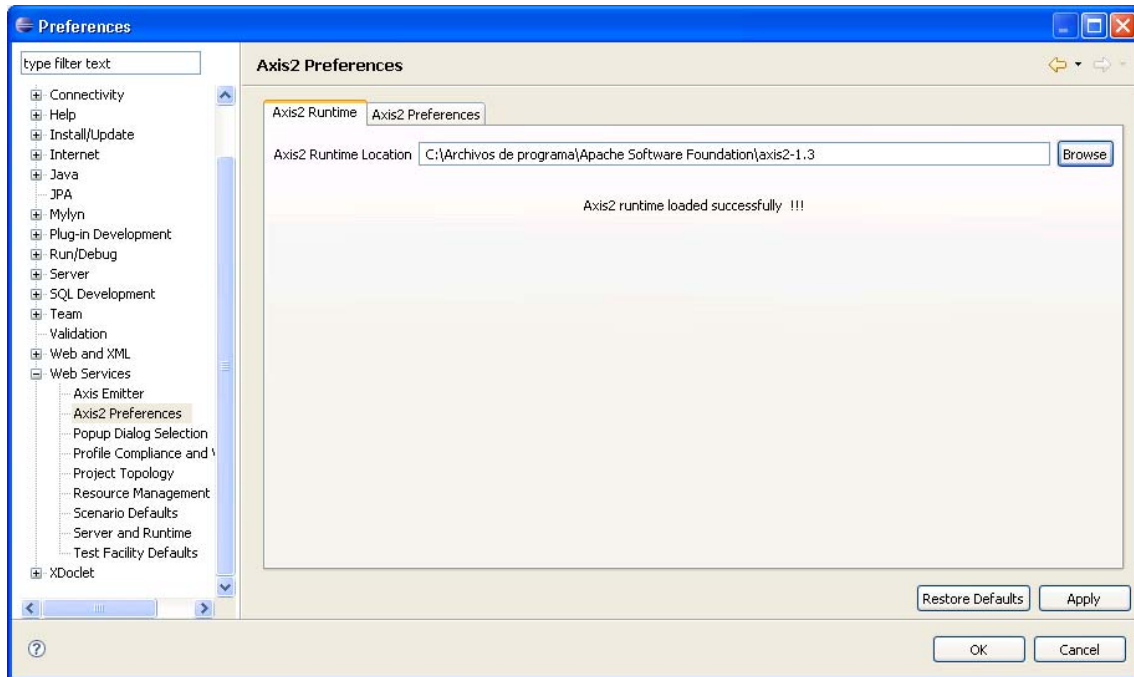 Preferences
type filter text
Connectivity
Help
Install/Update
Internet
Java
JPA
Mylyn
Plug-in Development
Run/Debug
Server
SQL Development
Team
Validation
Web and XML
Web Services
Axis Emitter
Axis2 Preferences
Popup Dialog Selection
Profile Compliance and
Project Topology
Resource Management
Scenario Defaults
Server and Runtime
Test Facility Defaults
XDoclet
Axis2 Preferences
Axis2 Runtime Axis2 Preferences
Axis2 Runtime Location C:\Archivos de programa\Apache Software Foundation\axis2-1.3 Browse
Axis2 runtime loaded successfully !!!
Restore Defaults Apply
? OK Cancel